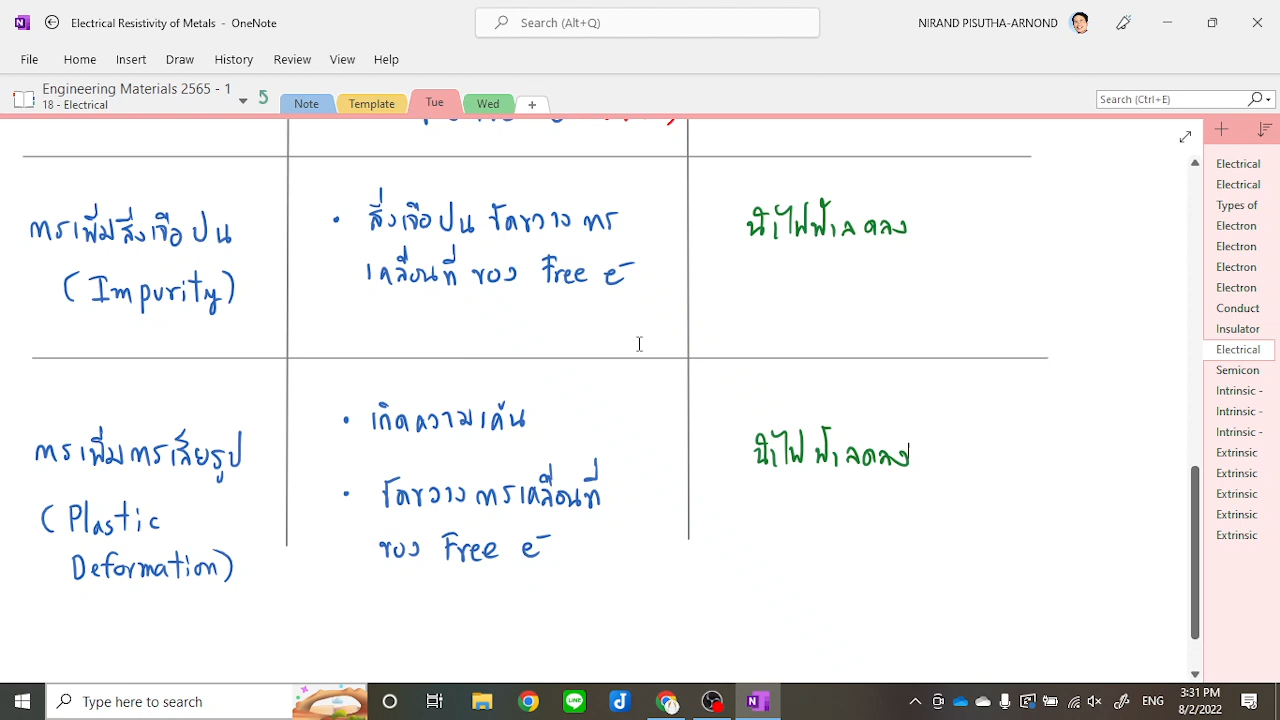 Electrical Resistivity of Metals - OneNote
Search (Alt+Q)
NIRAND PISUTHA-ARNOND
File Home Insert Draw History Review View Help
Engineering Materials 2565 - 1
18 - Electrical
Note Template Tue Wed +
Search (Ctrl+E)
การเพิ่มสิ่งเจือปน
(Impurity)
• สิ่งเจือปน ขัดขวาง การ
เคลื่อนที่ ของ Free e-
นำไฟฟ้าลดลง
การเพิ่มการเสียรูป
(Plastic
Deformation)
• เกิดความเค้น
• ขัดขวาง การเคลื่อนที่
ของ Free e-
นำไฟฟ้าลดลง
Electrical
Electrical
Types of
Electron
Electron
Electron
Electron
Conduct
Insulator
Electrical
Semicon
Intrinsic -
Intrinsic -
Intrinsic -
Extrinsic
Extrinsic
Extrinsic
Extrinsic
Extrinsic
Type here to search
ENG
3:31 PM
8/2/2022